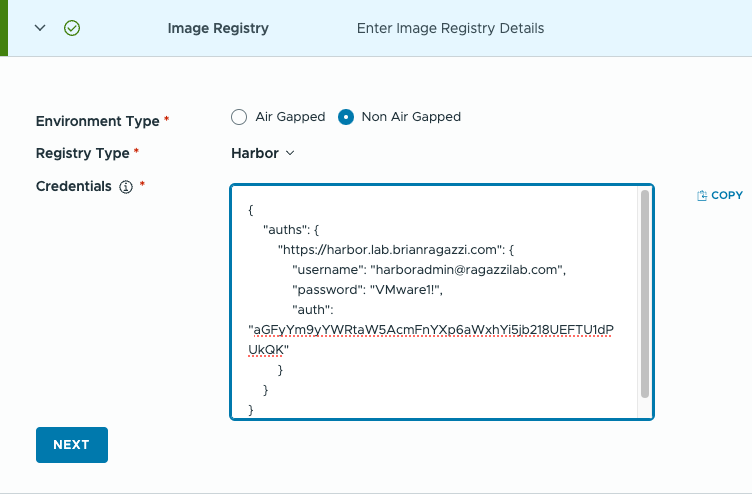 Image Registry Enter Image Registry Details
Environment Type * Air Gapped Non Air Gapped
Registry Type * Harbor
Credentials *
COPY
{
"auths": {
"https://harbor.lab.brianragazzi.com": {
"username": "harboradmin@ragazzilab.com",
"password": "VMware1!",
"auth":
"aGFyYm9yYWRtaW5AcmFnYXp6aWxhYi5jb218UEFTU1dP
UkQK"
}
}
}
NEXT